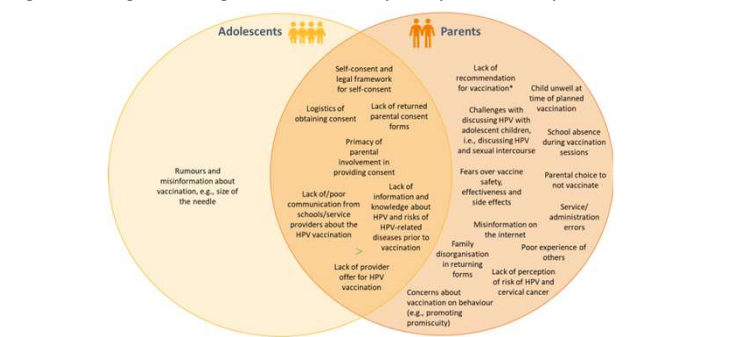 Adolescents
Parents
Self-consent and
legal framework
for self-consent
Logistics of
obtaining consent
Lack of returned
parental consent
forms
Primacy of
parental
involvement in
providing consent
Rumours and
misinformation about
vaccination, e.g., size of
the needle
Lack of/poor
communication from
schools/service
providers about the
HPV vaccination
Lack of
information and
knowledge about
HPV and risks of
HPV-related
diseases prior to
vaccination
>
Lack of provider
offer for HPV
vaccination
Lack of
recommendation
for vaccination*
Child unwell at
time of planned
vaccination
Challenges with
discussing HPV with
adolescent children,
i.e., discussing HPV
and sexual intercourse
School absence
during vaccination
sessions
Fears over vaccine
safety,
effectiveness and
side effects
Parental choice to
not vaccinate
Service/
administration
errors
Misinformation on
the internet
Family
disorganisation
in returning
forms
Poor experience of
others
Lack of perception
of risk of HPV and
cervical cancer
Concerns about
vaccination on behaviour
(e.g., promoting
promiscuity)